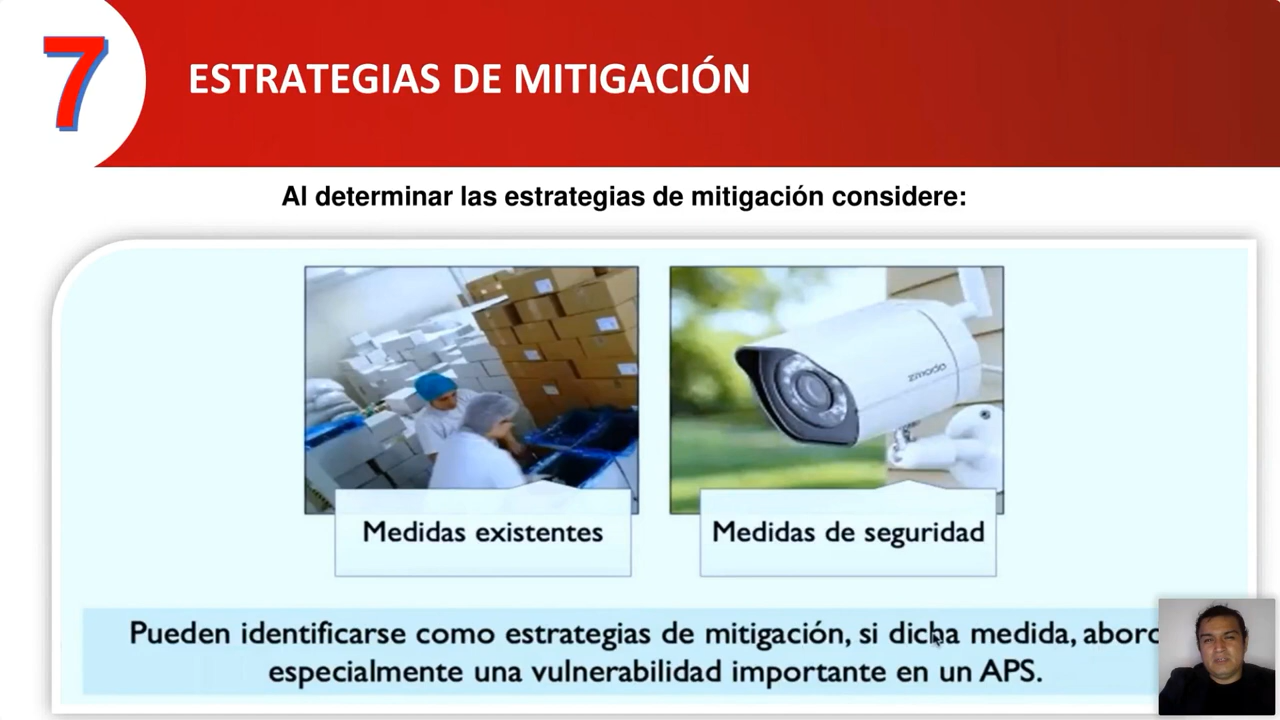 7
ESTRATEGIAS DE MITIGACIÓN
Al determinar las estrategias de mitigación considere:
zmodo
Medidas existentes
Medidas de seguridad
Pueden identificarse como estrategias de mitigación, si dicha medida,
especialmente una vulnerabilidad importante en un APS.